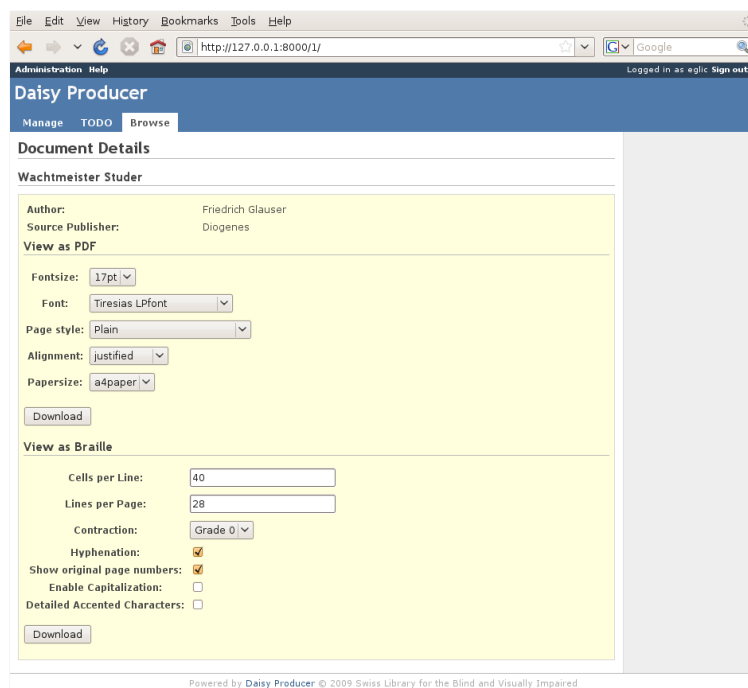 File Edit View History Bookmarks Tools Help
http://127.0.0.1:8000/1/ G Google
Administration Help Logged in as eglic Sign out
Daisy Producer
Manage TODO Browse
Document Details
Wachtmeister Studer
Author: Friedrich Glauser
Source Publisher: Diogenes
View as PDF
Fontsize: 17pt
Font: Tiresias LPfont
Page style: Plain
Alignment: justified
Papersize: a4paper
Download
View as Braille
Cells per Line: 40
Lines per Page: 28
Contraction: Grade 0
Hyphenation:
Show original page numbers:
Enable Capitalization:
Detailed Accented Characters:
Download
Powered by Daisy Producer © 2009 Swiss Library for the Blind and Visually Impaired